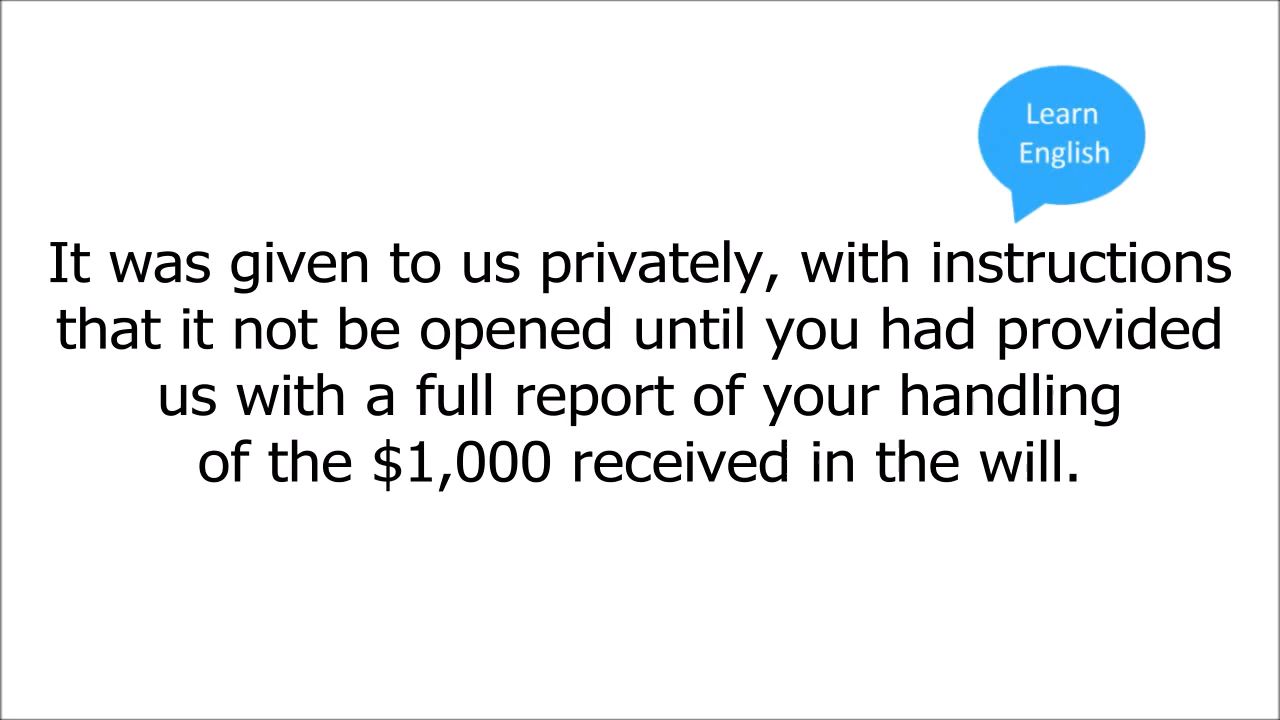 Learn
English
It was given to us privately, with instructions
that it not be opened until you had provided
us with a full report of your handling
of the $1,000 received in the will.